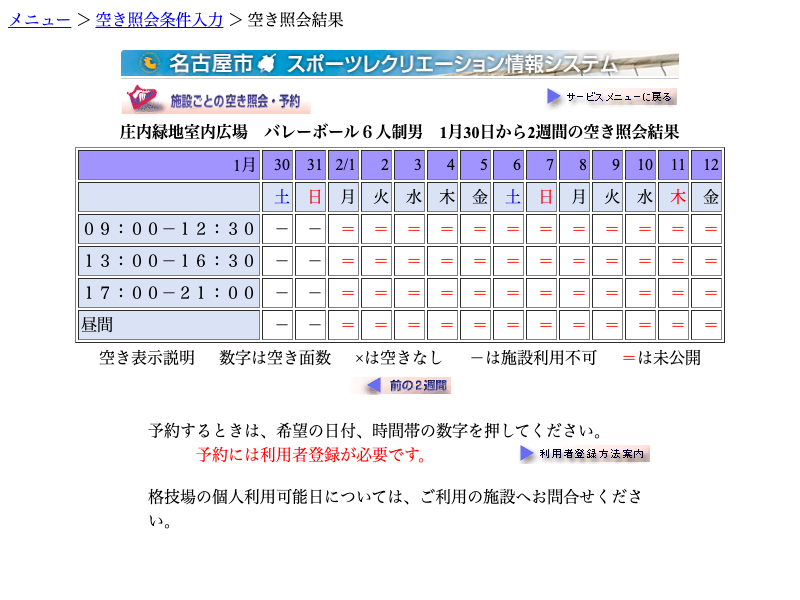 メニュー ＞ 空き照会条件入力 ＞ 空き照会結果
名古屋市 スポーツレクリエーション情報システム
施設ごとの空き照会・予約 サービスメニューに戻る
庄内緑地室内広場　バレーボール６人制男　1月30日から2週間の空き照会結果
1月 30 31 2/1 2 3 4 5 6 7 8 9 10 11 12
土 日 月 火 水 木 金 土 日 月 火 水 木 金
０９：００－１２：３０ － － ＝ ＝ ＝ ＝ ＝ ＝ ＝ ＝ ＝ ＝ ＝ ＝
１３：００－１６：３０ － － ＝ ＝ ＝ ＝ ＝ ＝ ＝ ＝ ＝ ＝ ＝ ＝
１７：００－２１：００ － － ＝ ＝ ＝ ＝ ＝ ＝ ＝ ＝ ＝ ＝ ＝ ＝
昼間 － － ＝ ＝ ＝ ＝ ＝ ＝ ＝ ＝ ＝ ＝ ＝ ＝
空き表示説明 数字は空き面数 ×は空きなし －は施設利用不可 ＝は未公開
前の２週間
予約するときは、希望の日付、時間帯の数字を押してください。
予約には利用者登録が必要です。 利用者登録方法案内
格技場の個人利用可能日については、ご利用の施設へお問合せくださ
い。